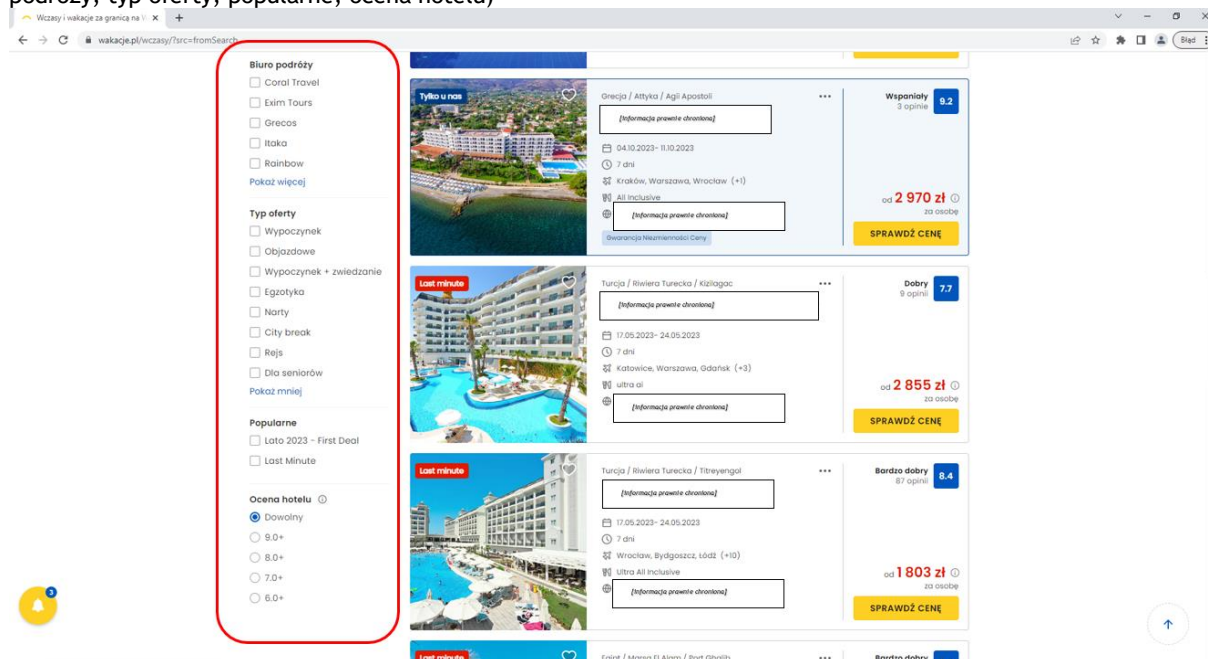 podróży, typ oferty, popularne, ocena hotelu)
Wczasy i wakacje za granicą na W
wakacje.pl/wczasy/?src=fromSearch
Błąd
Biuro podróży
Coral Travel
Exim Tours
Grecos
Itaka
Rainbow
Pokaż więcej
Typ oferty
Wypoczynek
Objazdowe
Wypoczynek + zwiedzanie
Egzotyka
Narty
City break
Rejs
Dla seniorów
Pokaż mniej
Popularne
Lato 2023 - First Deal
Last Minute
Ocena hotelu
Dowolny
9.0+
8.0+
7.0+
6.0+
3
Tylko u nas
Grecja / Attyka / Agii Apostoli
[Informacja prawnie chroniona]
04.10.2023- 11.10.2023
7 dni
Kraków, Warszawa, Wrocław (+1)
All Inclusive
[Informacja prawnie chroniona]
Gwarancja Niezmienności Ceny
Wspaniały
3 opinie
9.2
od 2 970 zł
za osobę
SPRAWDŹ CENĘ
Last minute
Turcja / Riwiera Turecka / Kizilagac
[Informacja prawnie chroniona]
17.05.2023- 24.05.2023
7 dni
Katowice, Warszawa, Gdańsk (+3)
ultra ai
[Informacja prawnie chroniona]
Dobry
9 opinii
7.7
od 2 855 zł
za osobę
SPRAWDŹ CENĘ
Last minute
Turcja / Riwiera Turecka / Titreyengol
[Informacja prawnie chroniona]
17.05.2023- 24.05.2023
7 dni
Wrocław, Bydgoszcz, Łódź (+10)
Ultra All Inclusive
[Informacja prawnie chroniona]
Bardzo dobry
87 opinii
8.4
od 1 803 zł
za osobę
SPRAWDŹ CENĘ
Last minute
Egipt / Marsa El Alam / Port Ghalib
Bardzo dobry